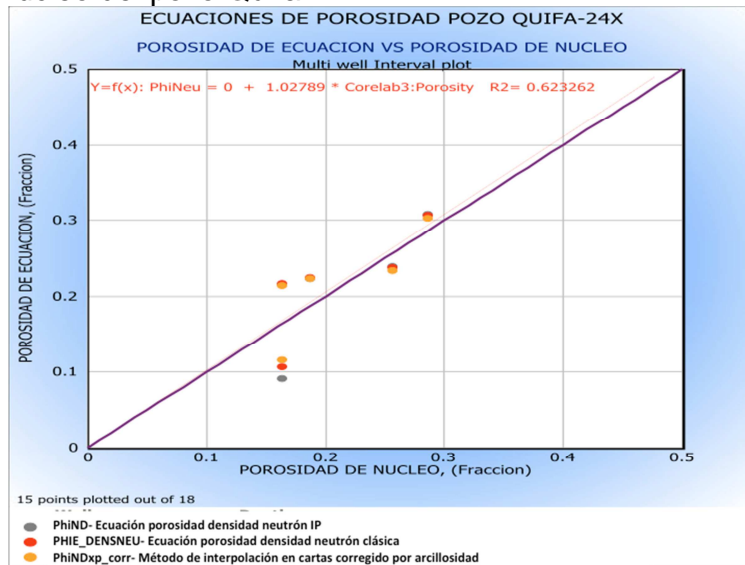 ECUACIONES DE POROSIDAD POZO QUIFA-24X
POROSIDAD DE ECUACION VS POROSIDAD DE NUCLEO
Multi well Interval plot
Y=f(x): PhiNeu = 0 + 1.02789 * Corelab3:Porosity R2= 0.623262
POROSIDAD DE ECUACION, (Fraccion)
0.5
0.4
0.3
0.2
0.1
0
0 0.1 0.2 0.3 0.4 0.5
POROSIDAD DE NUCLEO, (Fraccion)
15 points plotted out of 18
PhiND- Ecuación porosidad densidad neutrón IP
PHIE_DENSNEU- Ecuación porosidad densidad neutrón clásica
PhiNDxp_corr- Método de interpolación en cartas corregido por arcillosidad